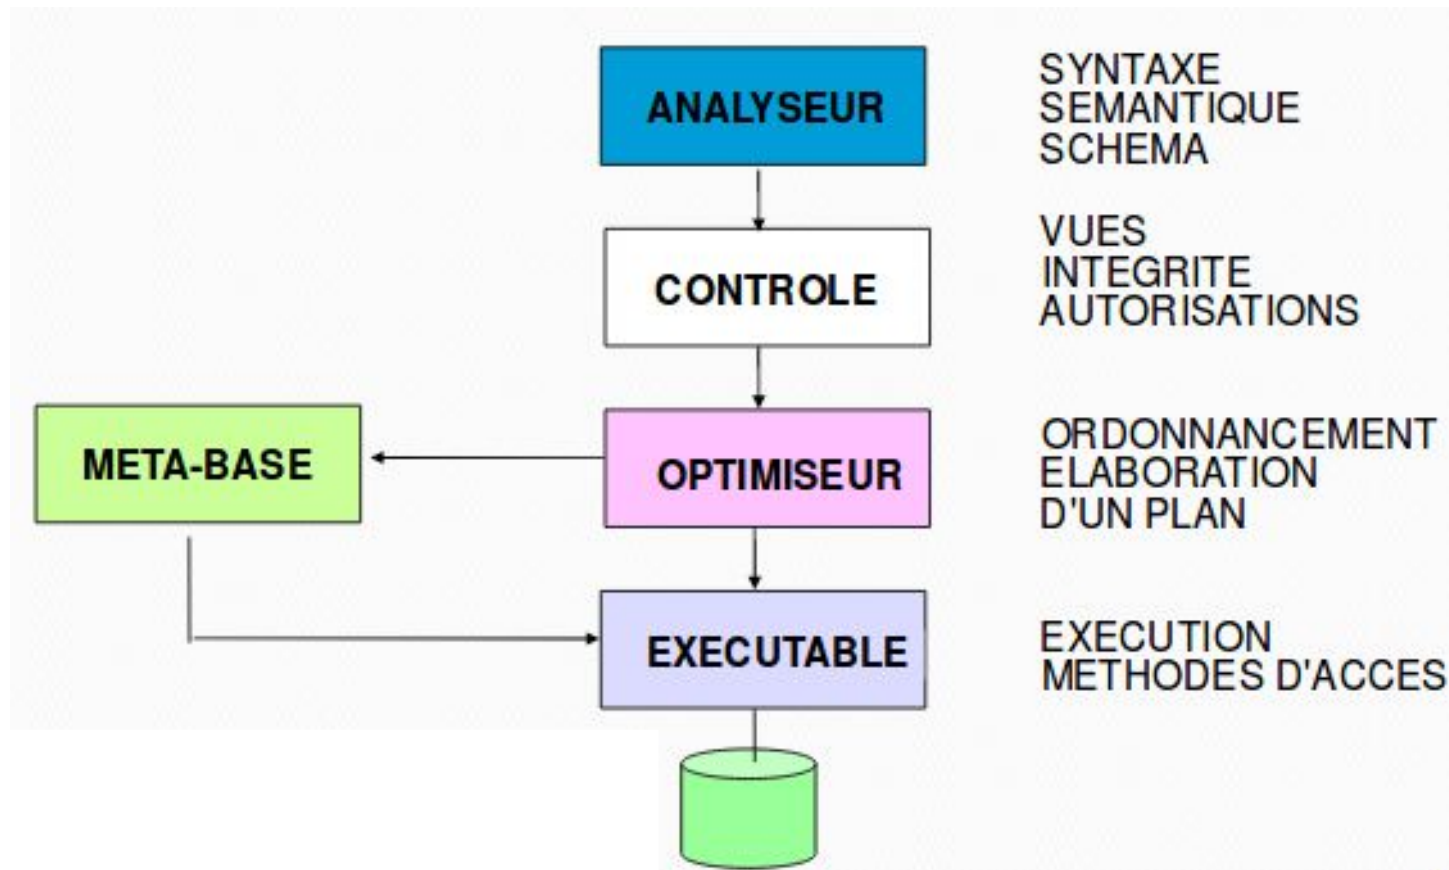 ANALYSEUR
SYNTAXE
SEMANTIQUE
SCHEMA
CONTROLE
VUES
INTEGRITE
AUTORISATIONS
META-BASE
OPTIMISEUR
ORDONNANCEMENT
ELABORATION
D'UN PLAN
EXECUTABLE
EXECUTION
METHODES D'ACCES